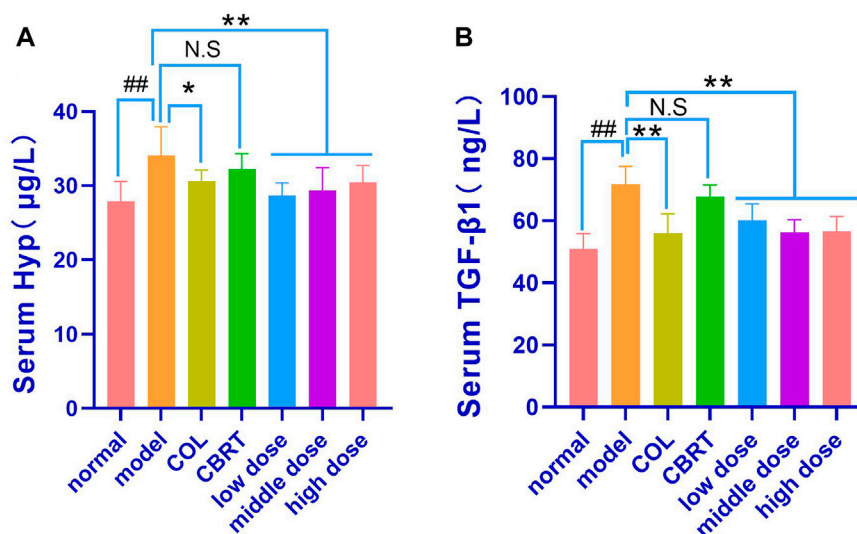 A
**
N.S
##
*
Serum Hyp( μg/L)
40
30
20
10
0
normal
model
COL
CBRT
low dose
middle dose
high dose
B
**
N.S
##
**
Serum TGF-β1( ng/L)
100
80
60
40
20
0
normal
model
COL
CBRT
low dose
middle dose
high dose